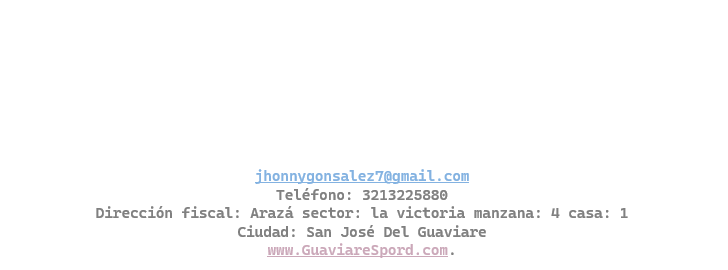 jhonnygonsalez7@gmail.com
Teléfono: 3213225880
Dirección fiscal: Arazá sector: la victoria manzana: 4 casa: 1
Ciudad: San José Del Guaviare
www.GuaviareSpord.com.